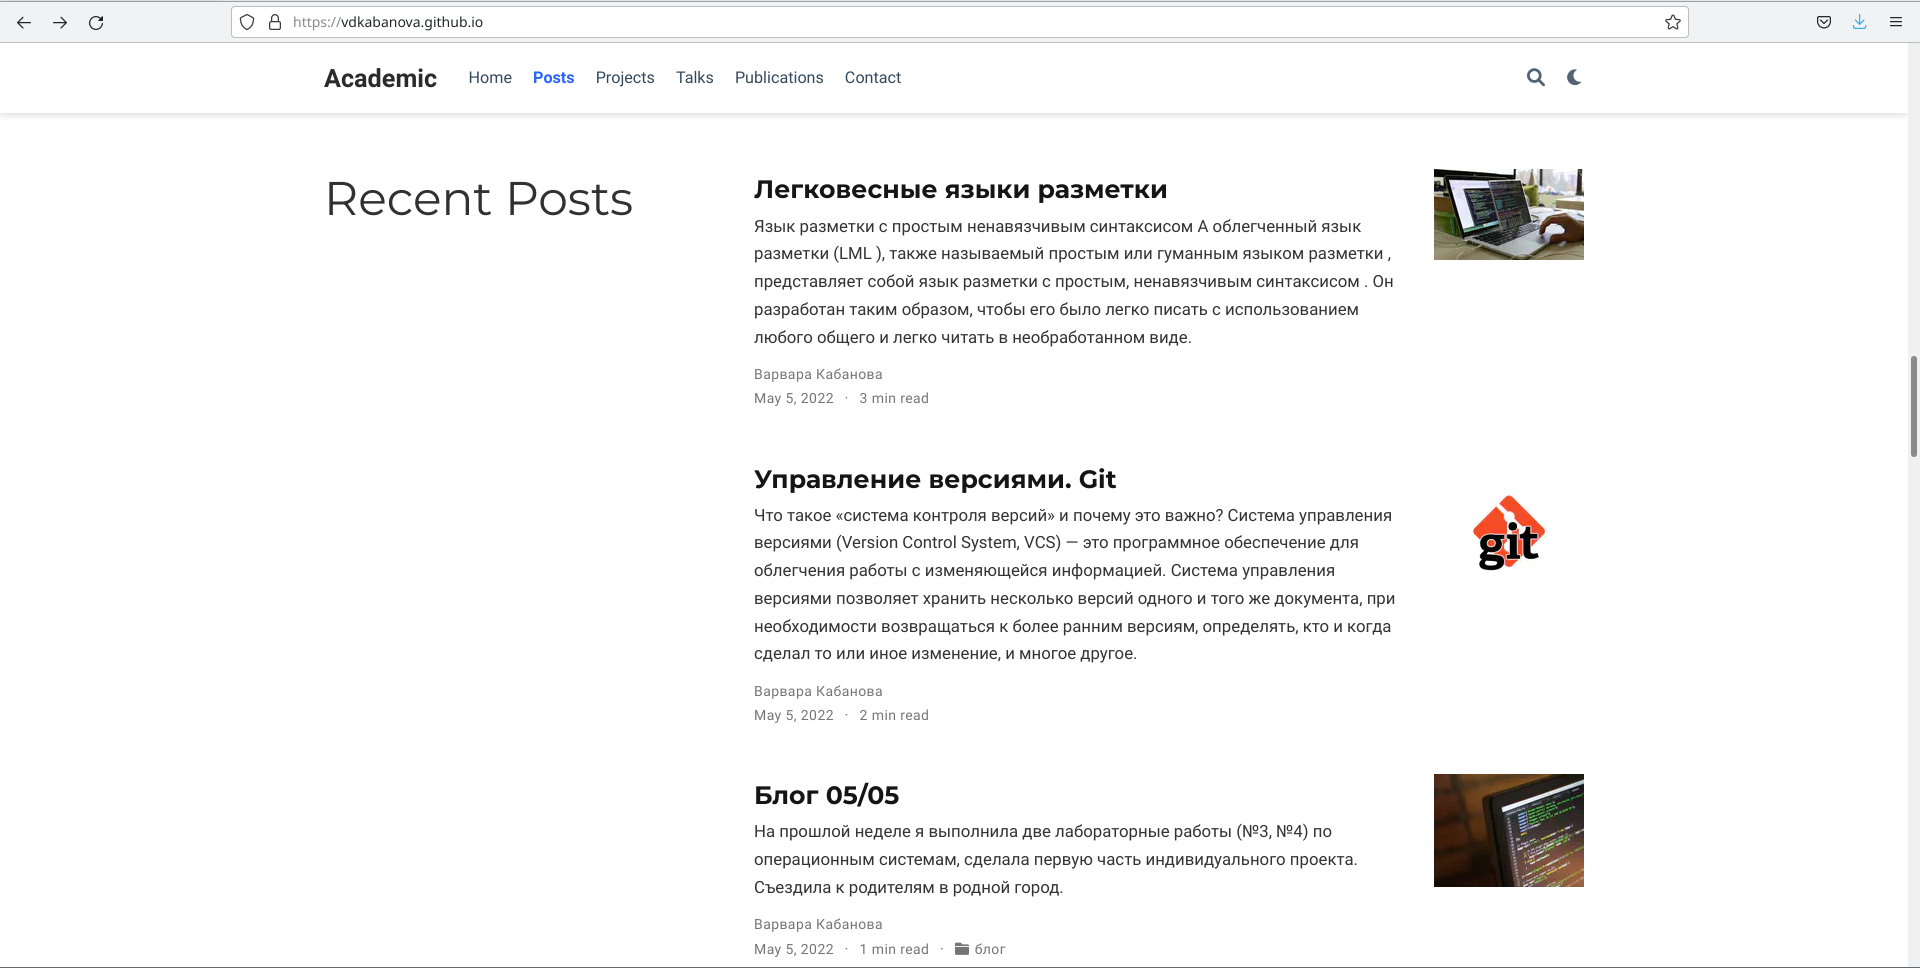 https://vdkabanova.github.io
Academic Home Posts Projects Talks Publications Contact
Recent Posts
Легковесные языки разметки
Язык разметки с простым ненавязчивым синтаксисом А облегченный язык
разметки (LML ), также называемый простым или гуманным языком разметки ,
представляет собой язык разметки с простым, ненавязчивым синтаксисом . Он
разработан таким образом, чтобы его было легко писать с использованием
любого общего и легко читать в необработанном виде.
Варвара Кабанова
May 5, 2022 · 3 min read
Управление версиями. Git
Что такое «система контроля версий» и почему это важно? Система управления
версиями (Version Control System, VCS) — это программное обеспечение для
облегчения работы с изменяющейся информацией. Система управления
версиями позволяет хранить несколько версий одного и того же документа, при
необходимости возвращаться к более ранним версиям, определять, кто и когда
сделал то или иное изменение, и многое другое.
git
Варвара Кабанова
May 5, 2022 · 2 min read
Блог 05/05
На прошлой неделе я выполнила две лабораторные работы (№3, №4) по
операционным системам, сделала первую часть индивидуального проекта.
Съездила к родителям в родной город.
Варвара Кабанова
May 5, 2022 · 1 min read · блог